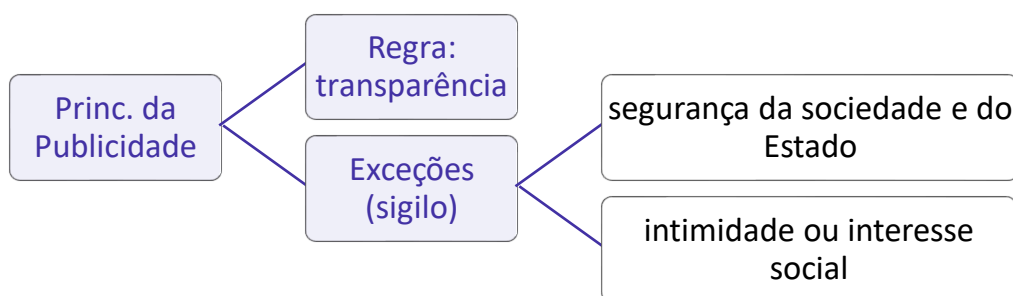 Princ. da
Publicidade
Regra:
transparência
Exceções
(sigilo)
segurança da sociedade e do
Estado
intimidade ou interesse
social